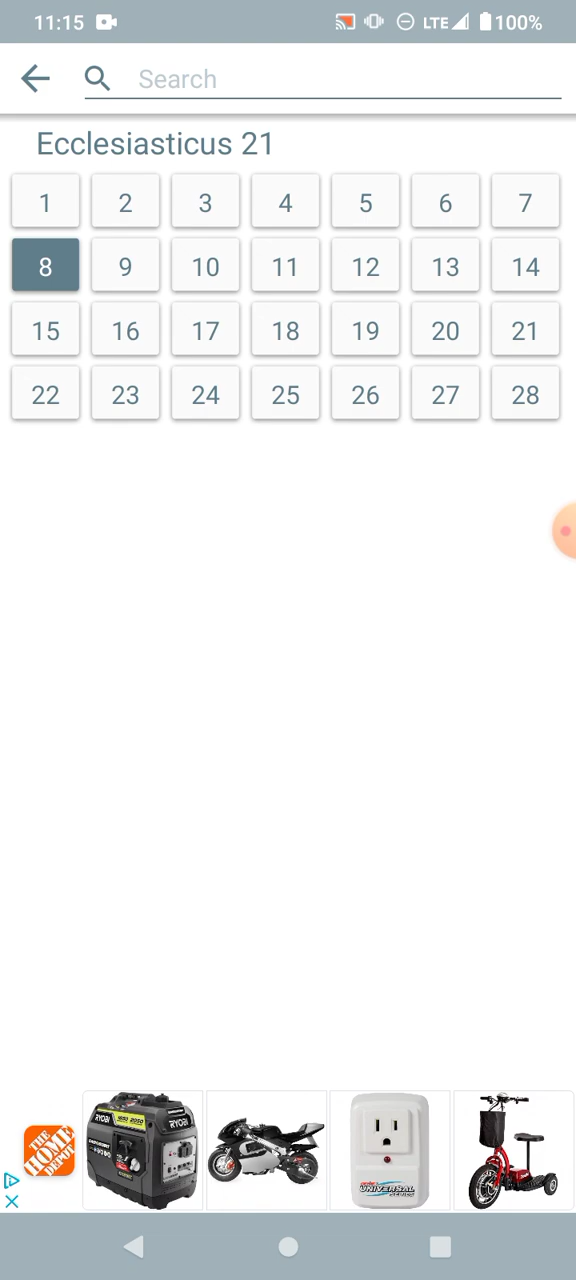 11:15 LTE 100%
Search
Ecclesiasticus 21
1 2 3 4 5 6 7
8 9 10 11 12 13 14
15 16 17 18 19 20 21
22 23 24 25 26 27 28
THE HOME DEPOT
RYOBI
RYOBI
UNIVERSAL